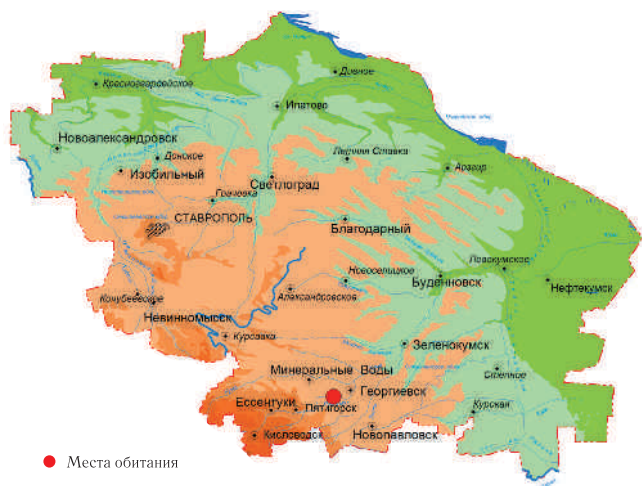 Дивное
Красногвардейское
Ипатово
Новоалександровск
Донское
Летняя Ставка
Арзгир
Изобильный
Светлоград
Грачевка
СТАВРОПОЛЬ
Благодарный
Левокумское
Новоселицкое
Буденновск
Нефтекумск
Александровское
Кочубеевское
Невинномысск
Курсавка
Зеленокумск
Минеральные Воды
Степное
Георгиевск
Ессентуки
Пятигорск
Курская
Кисловодск
Новопавловск
Места обитания